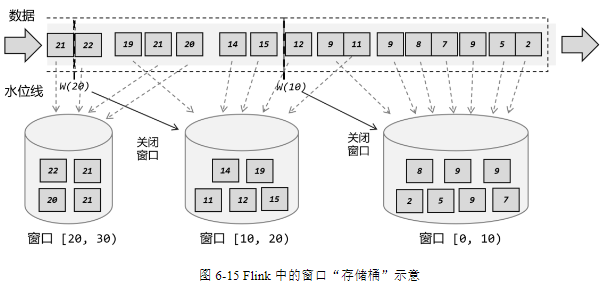 数据
21 22 19 21 20 14 15 12 9 11 9 8 7 9 5 2
水位线
W(20) W(10)
关闭
窗口
关闭
窗口
22 21
20 21
14 19
11 12 15
8 9 9
2 5 9 7
窗口 [20, 30) 窗口 [10, 20) 窗口 [0, 10)
图 6-15 Flink 中的窗口“存储桶”示意